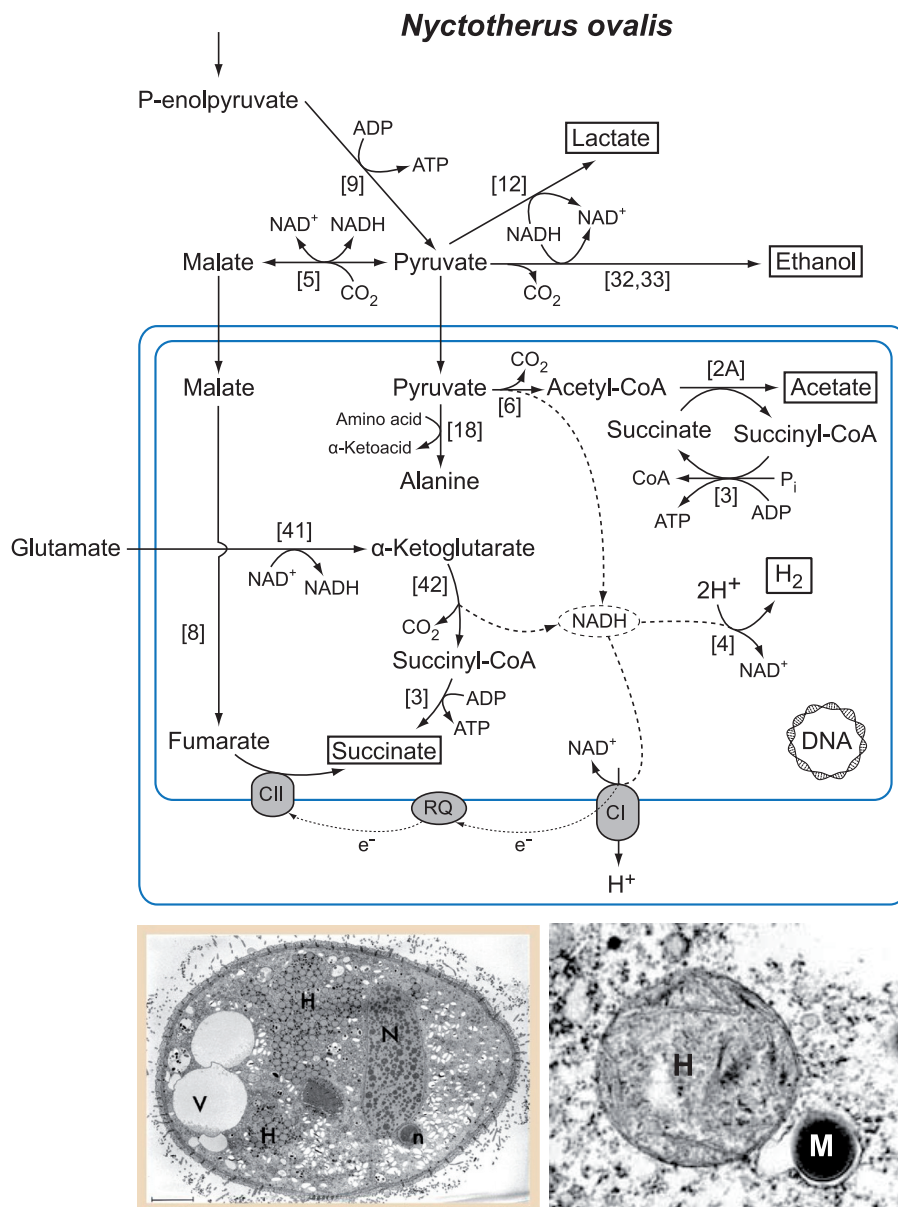 Nyctotherus ovalis
P-enolpyruvate
ADP
ATP
[9]
Lactate
[12]
NAD+
NADH
NADH
NAD+
Malate
[5]
CO2
Pyruvate
CO2
[32,33]
Ethanol
Malate
Pyruvate
CO2
[6]
Acetyl-CoA
[2A]
Acetate
Amino acid
α-Ketoacid
[18]
Alanine
Succinate
Succinyl-CoA
CoA
[3]
Pi
ATP
ADP
Glutamate
[41]
NAD+
NADH
α-Ketoglutarate
[42]
CO2
NADH
2H+
H2
[4]
NAD+
[8]
Succinyl-CoA
[3]
ADP
ATP
Fumarate
Succinate
NAD+
DNA
CII
RQ
CI
e-
e-
H+
H
N
V
H
n
H
M